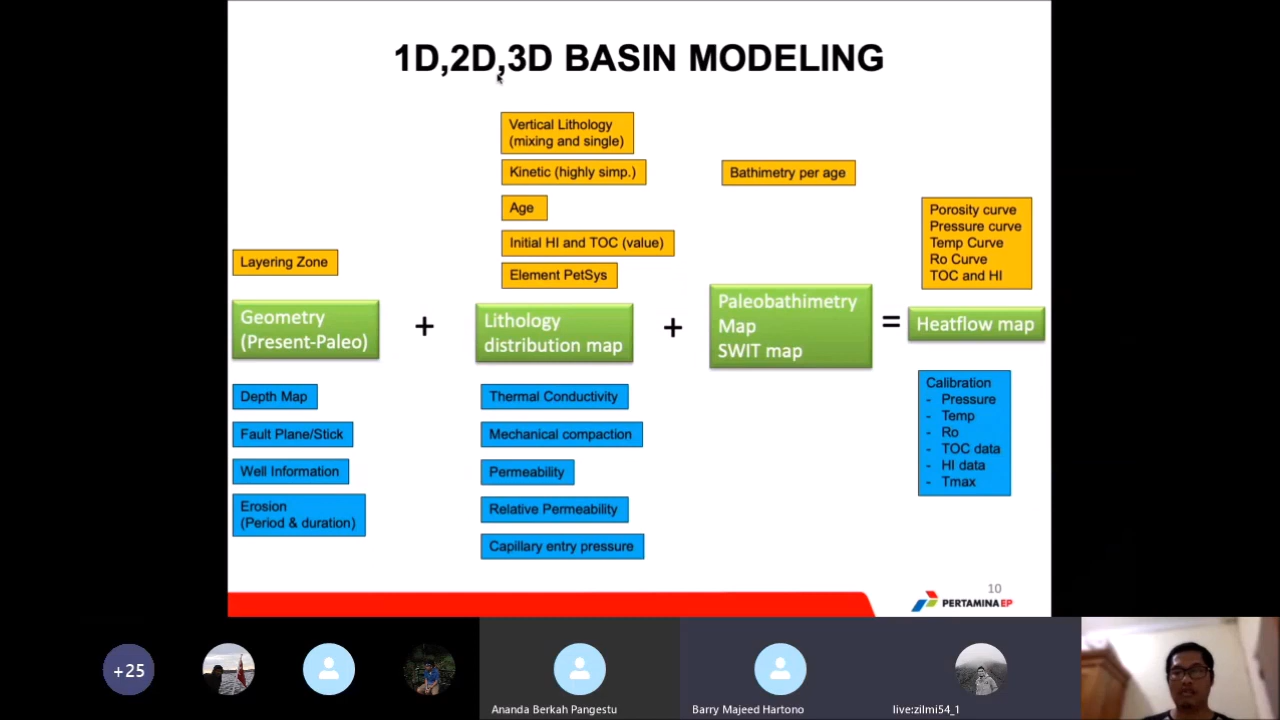 1D,2D,3D BASIN MODELING
Vertical Lithology
(mixing and single)
Kinetic (highly simp.)
Age
Initial HI and TOC (value)
Element PetSys
Bathimetry per age
Porosity curve
Pressure curve
Temp Curve
Ro Curve
TOC and HI
Layering Zone
Geometry
(Present-Paleo)
+
Lithology
distribution map
+
Paleobathimetry
Map
SWIT map
=
Heatflow map
Depth Map
Fault Plane/Stick
Well Information
Erosion
(Period & duration)
Thermal Conductivity
Mechanical compaction
Permeability
Relative Permeability
Capillary entry pressure
Calibration
- Pressure
- Temp
- Ro
- TOC data
- HI data
- Tmax
10
PERTAMINA EP
+25
Ananda Berkah Pangestu
Barry Majeed Hartono
live:zilmi54_1